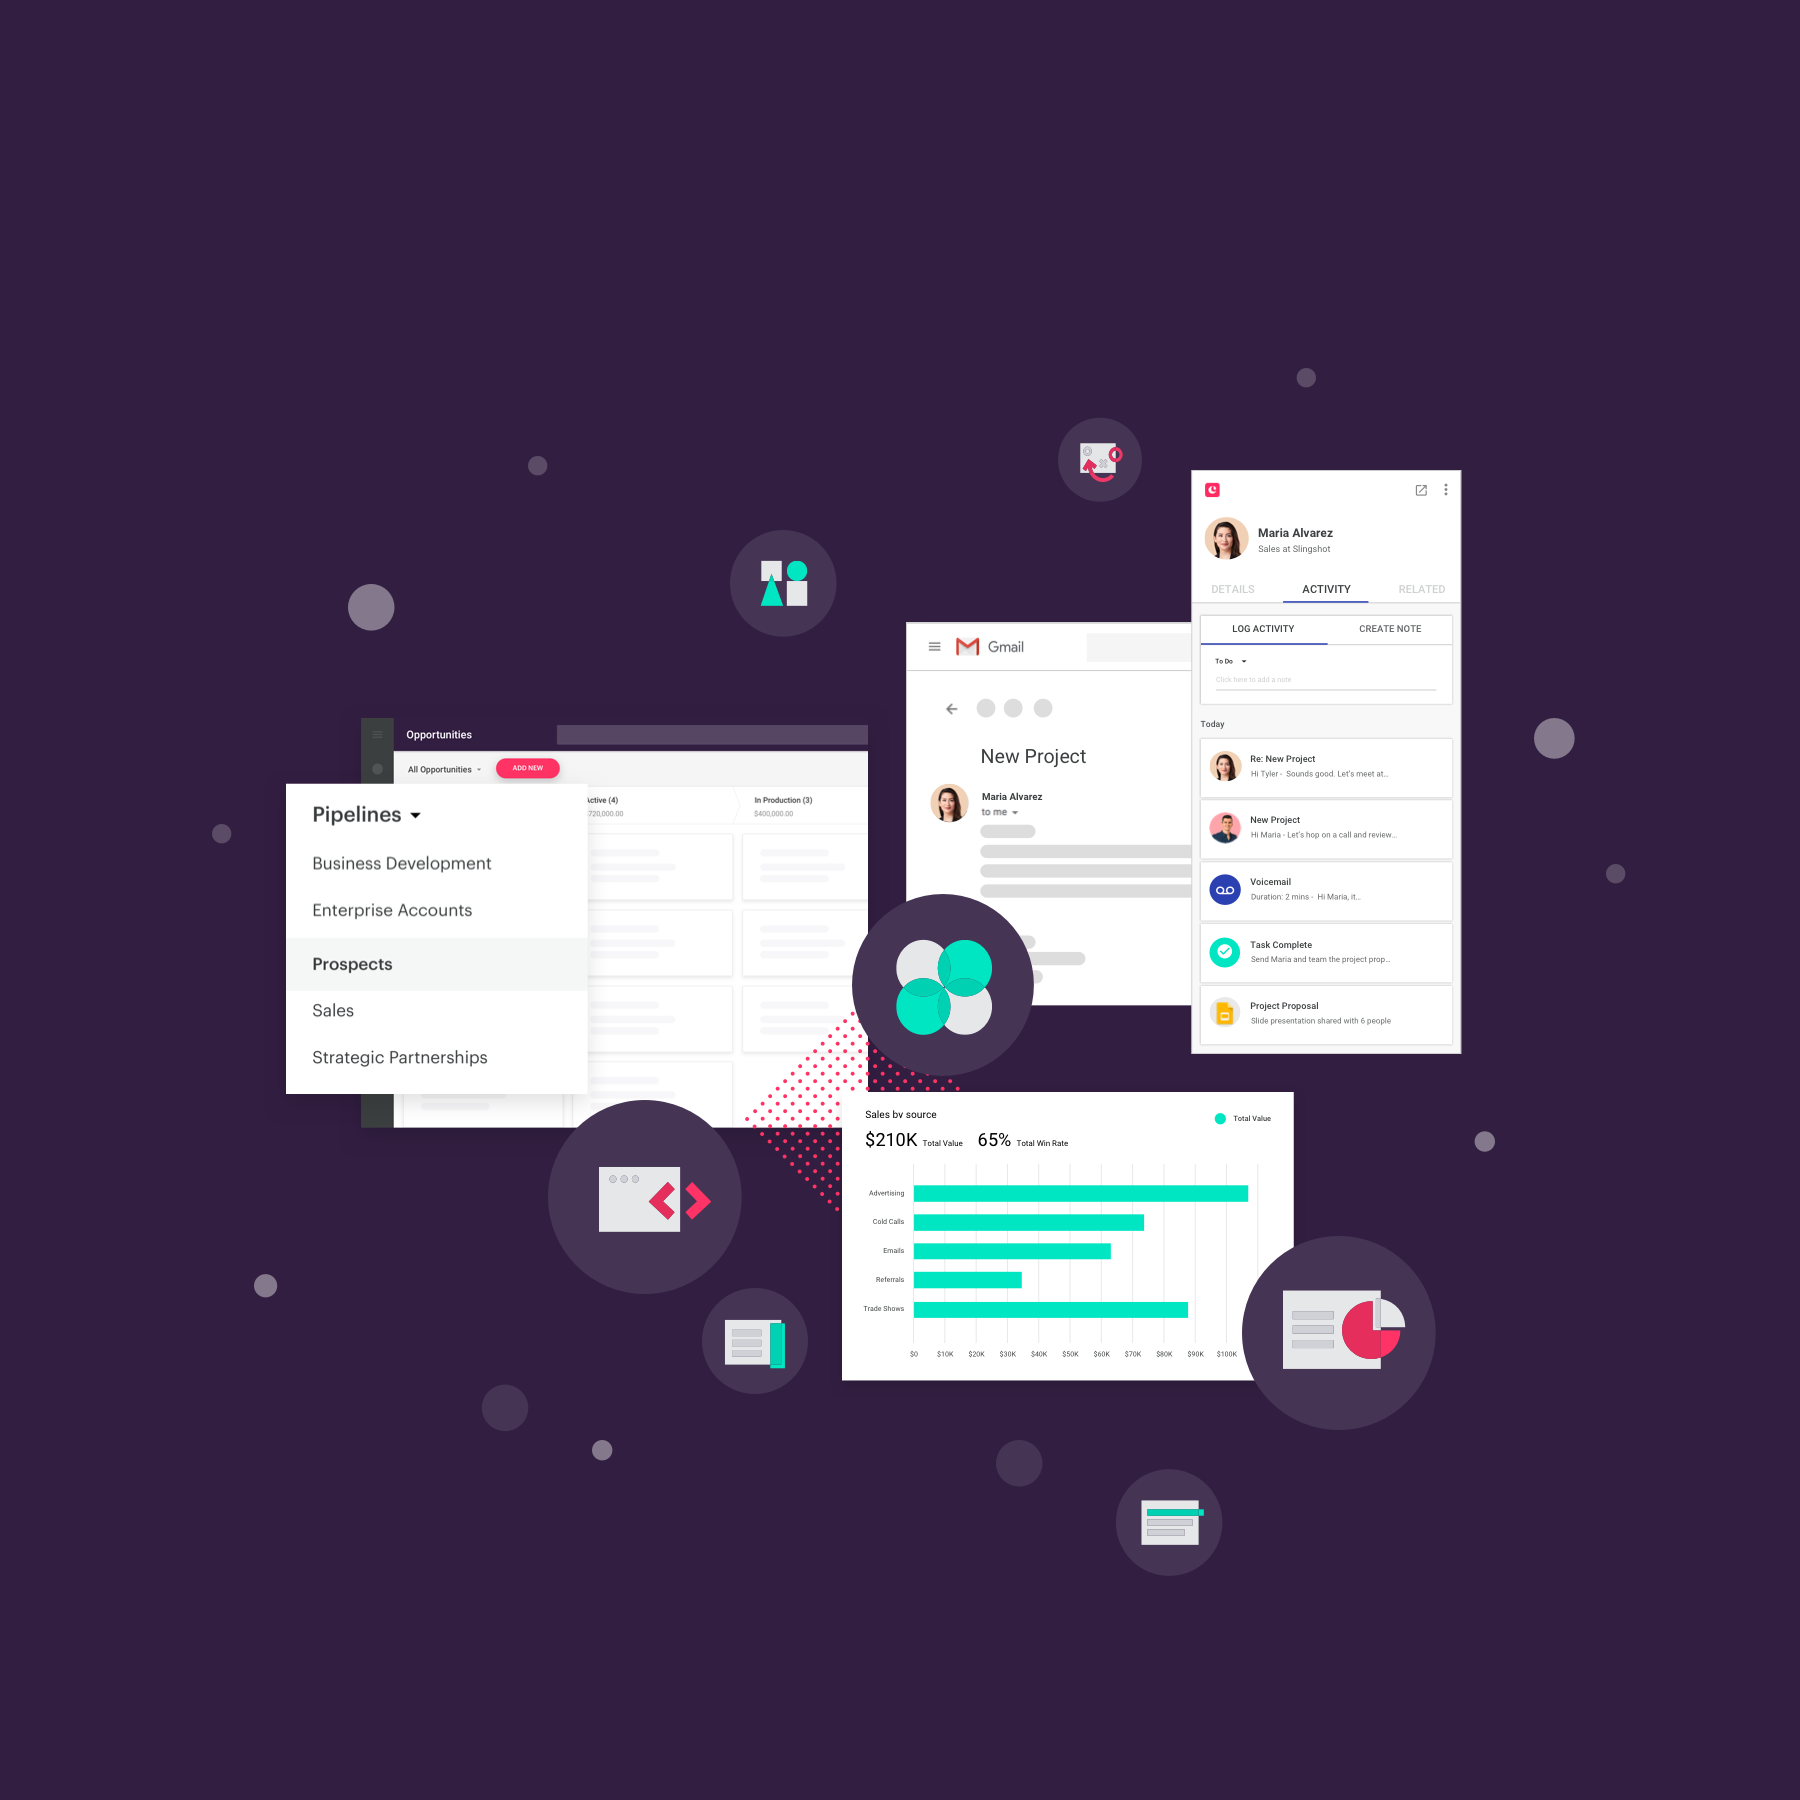 Maria Alvarez
Sales at Slingshot
DETAILS ACTIVITY RELATED
LOG ACTIVITY CREATE NOTE
To Do
Click here to add a note
Today
Re: New Project
Hi Tyler - Sounds good. Let's meet at...
New Project
Hi Maria - Let's hop on a call and review...
Voicemail
Duration: 2 mins - Hi Maria, it...
Task Complete
Send Maria and team the project prop...
Project Proposal
Slide presentation shared with 6 people
Gmail
New Project
Maria Alvarez
to me
Opportunities
All Opportunities ADD NEW
Active (4) In Production (3)
$720,000.00 $400,000.00
Pipelines
Business Development
Enterprise Accounts
Prospects
Sales
Strategic Partnerships
Sales by source
Total Value
$210K Total Value 65% Total Win Rate
Advertising
Cold Calls
Emails
Referrals
Trade Shows
$0 $10K $20K $30K $40K $50K $60K $70K $80K $90K $100K